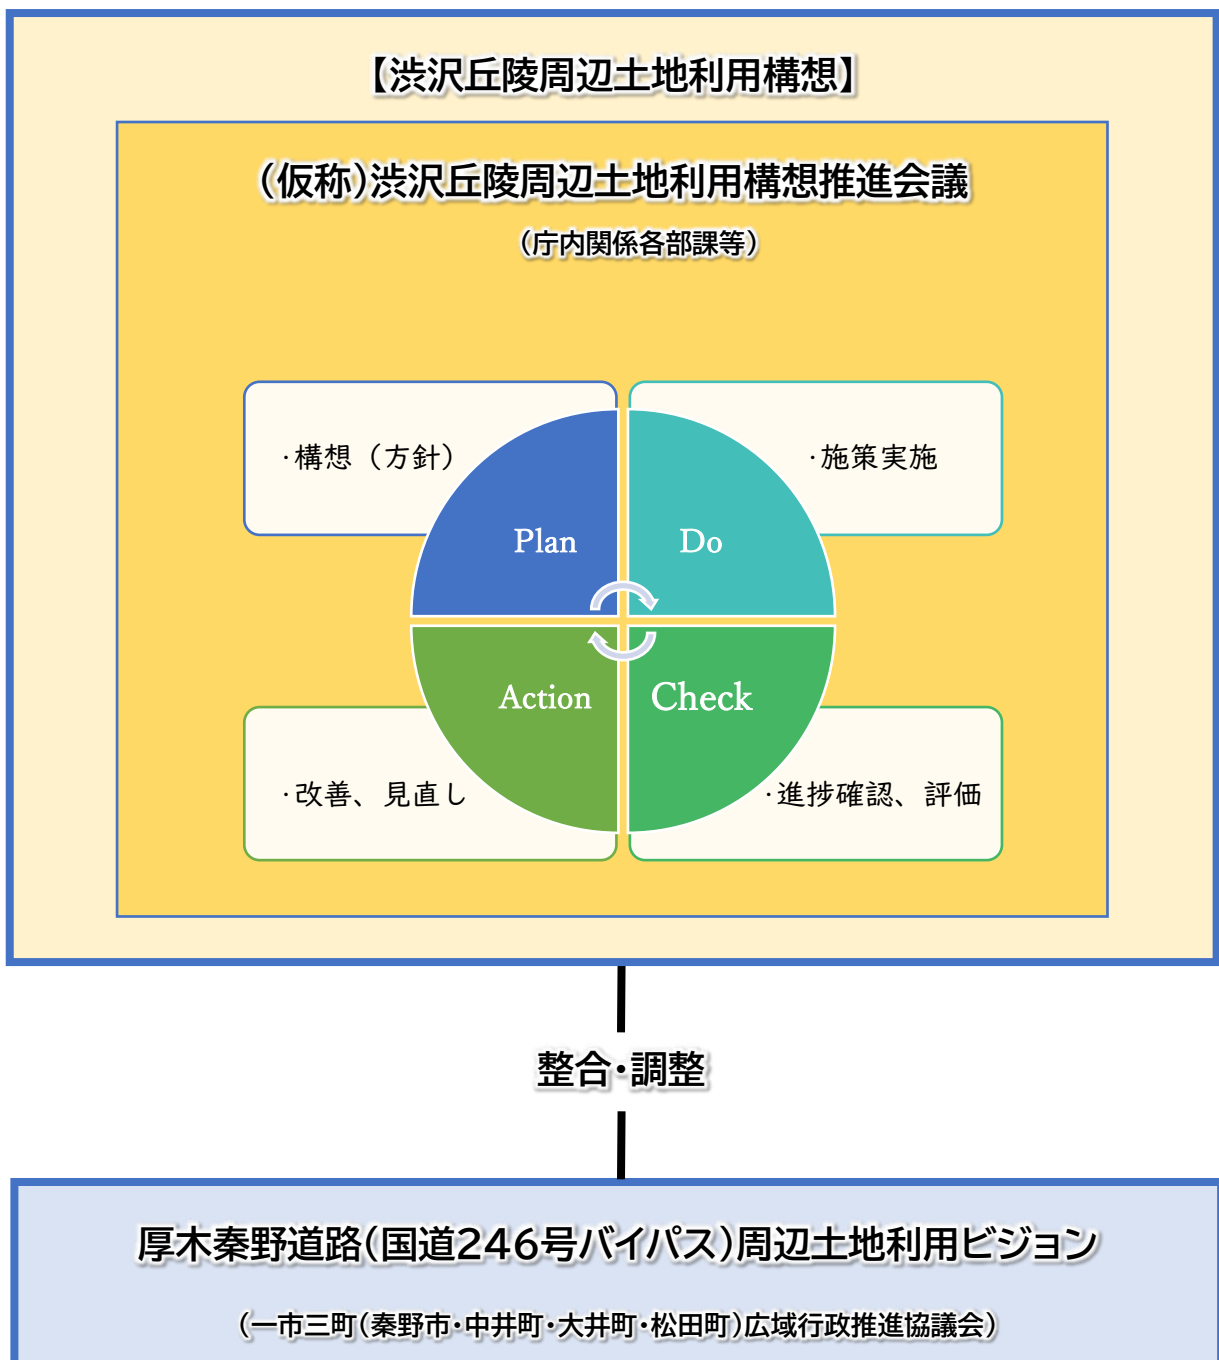 【渋沢丘陵周辺土地利用構想】
（仮称）渋沢丘陵周辺土地利用構想推進会議
（庁内関係各部課等）
・構想（方針）
・施策実施
Plan
Do
Action
Check
・改善、見直し
・進捗確認、評価
整合・調整
厚木秦野道路（国道246号バイパス）周辺土地利用ビジョン
（一市三町（秦野市・中井町・大井町・松田町）広域行政推進協議会）